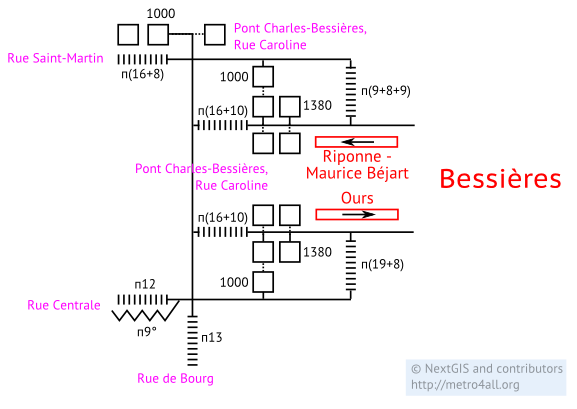 1000
Pont Charles-Bessières,
Rue Caroline
Rue Saint-Martin
п(16+8)
1000
1380
п(9+8+9)
п(16+10)
Riponne -
Maurice Béjart
Pont Charles-Bessières,
Rue Caroline
Bessières
Ours
п(16+10)
1380
1000
п(19+8)
п12
Rue Centrale
п9°
п13
Rue de Bourg
© NextGIS and contributors
http://metro4all.org